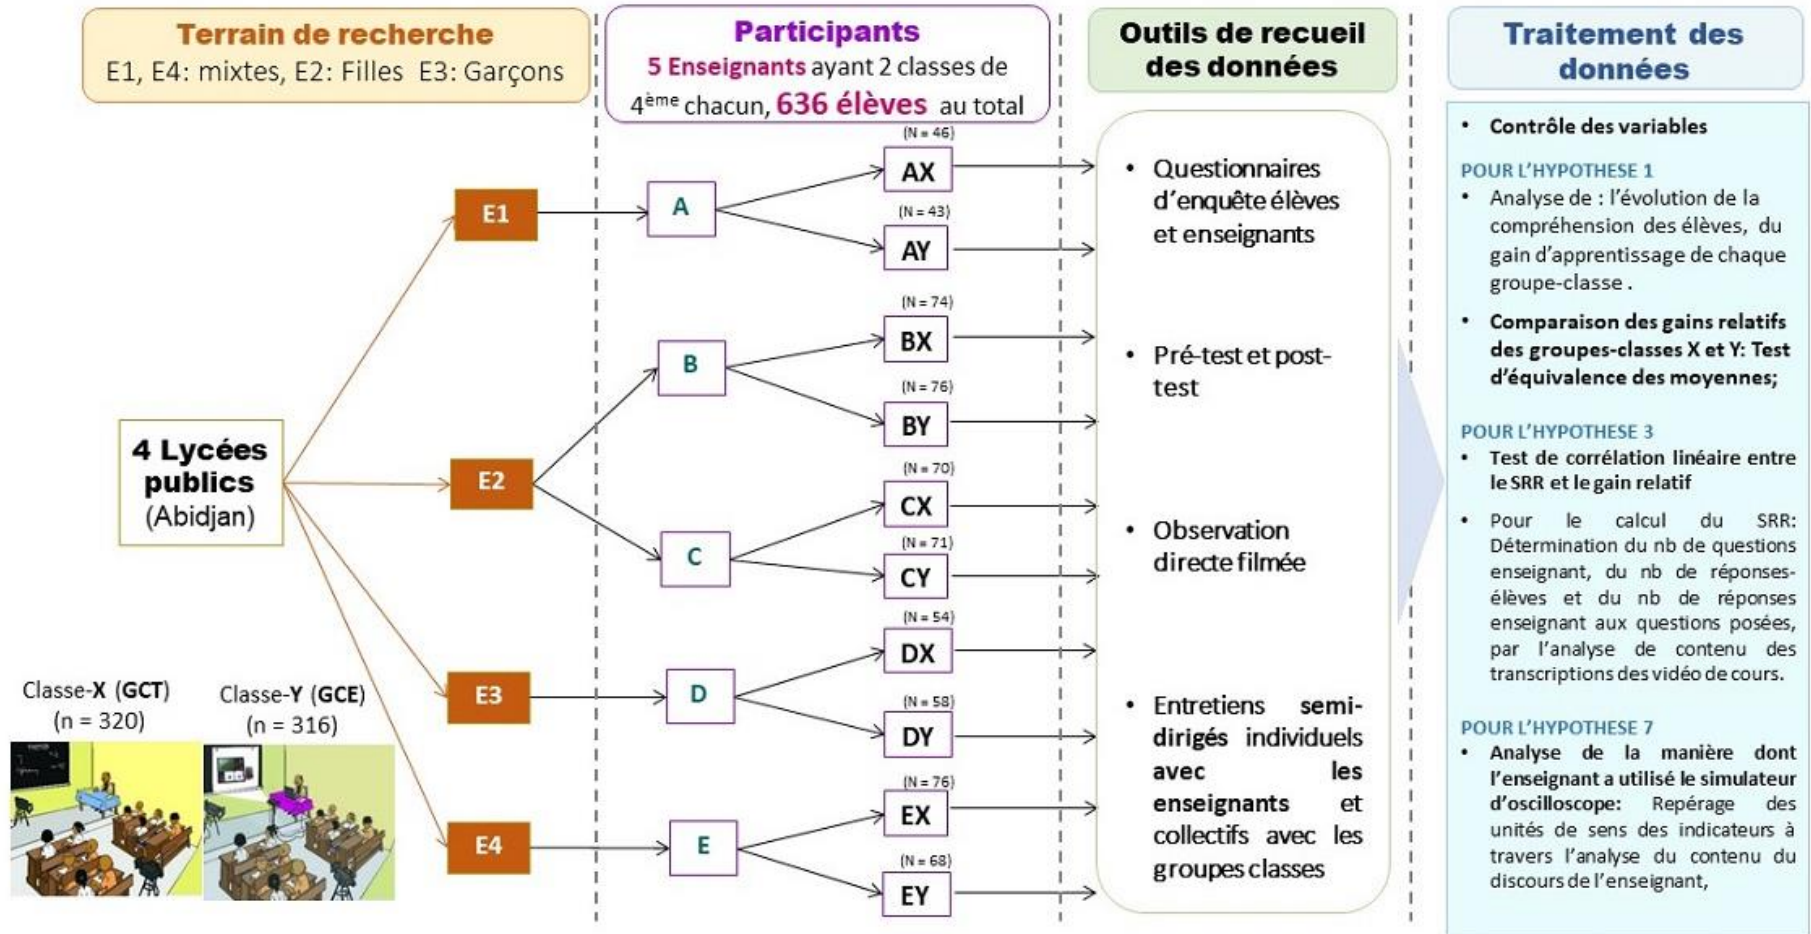 Terrain de recherche
E1, E4: mixtes, E2: Filles E3: Garçons
Participants
5 Enseignants ayant 2 classes de
4ème chacun, 636 élèves au total
Outils de recueil
des données
Traitement des
données
4 Lycées
publics
(Abidjan)
Classe-X (GCT)
(n = 320)
Classe-Y (GCE)
(n = 316)
E1
E2
E3
E4
A
B
C
D
E
(N = 46)
AX
(N = 43)
AY
(N = 74)
BX
(N = 76)
BY
(N = 70)
CX
(N = 71)
CY
(N = 54)
DX
(N = 58)
DY
(N = 76)
EX
(N = 68)
EY
• Questionnaires
d’enquête élèves
et enseignants
• Pré-test et post-
test
• Observation
directe filmée
• Entretiens semi-
dirigés individuels
avec les
enseignants et
collectifs avec les
groupes classes
• Contrôle des variables
POUR L’HYPOTHESE 1
• Analyse de : l’évolution de la
compréhension des élèves, du
gain d’apprentissage de chaque
groupe-classe .
• Comparaison des gains relatifs
des groupes-classes X et Y: Test
d’équivalence des moyennes;
POUR L’HYPOTHESE 3
• Test de corrélation linéaire entre
le SRR et le gain relatif
• Pour le calcul du SRR:
Détermination du nb de questions
enseignant, du nb de réponses-
élèves et du nb de réponses
enseignant aux questions posées,
par l’analyse de contenu des
transcriptions des vidéo de cours.
POUR L’HYPOTHESE 7
• Analyse de la manière dont
l’enseignant a utilisé le simulateur
d’oscilloscope: Repérage des
unités de sens des indicateurs à
travers l’analyse du contenu du
discours de l’enseignant,